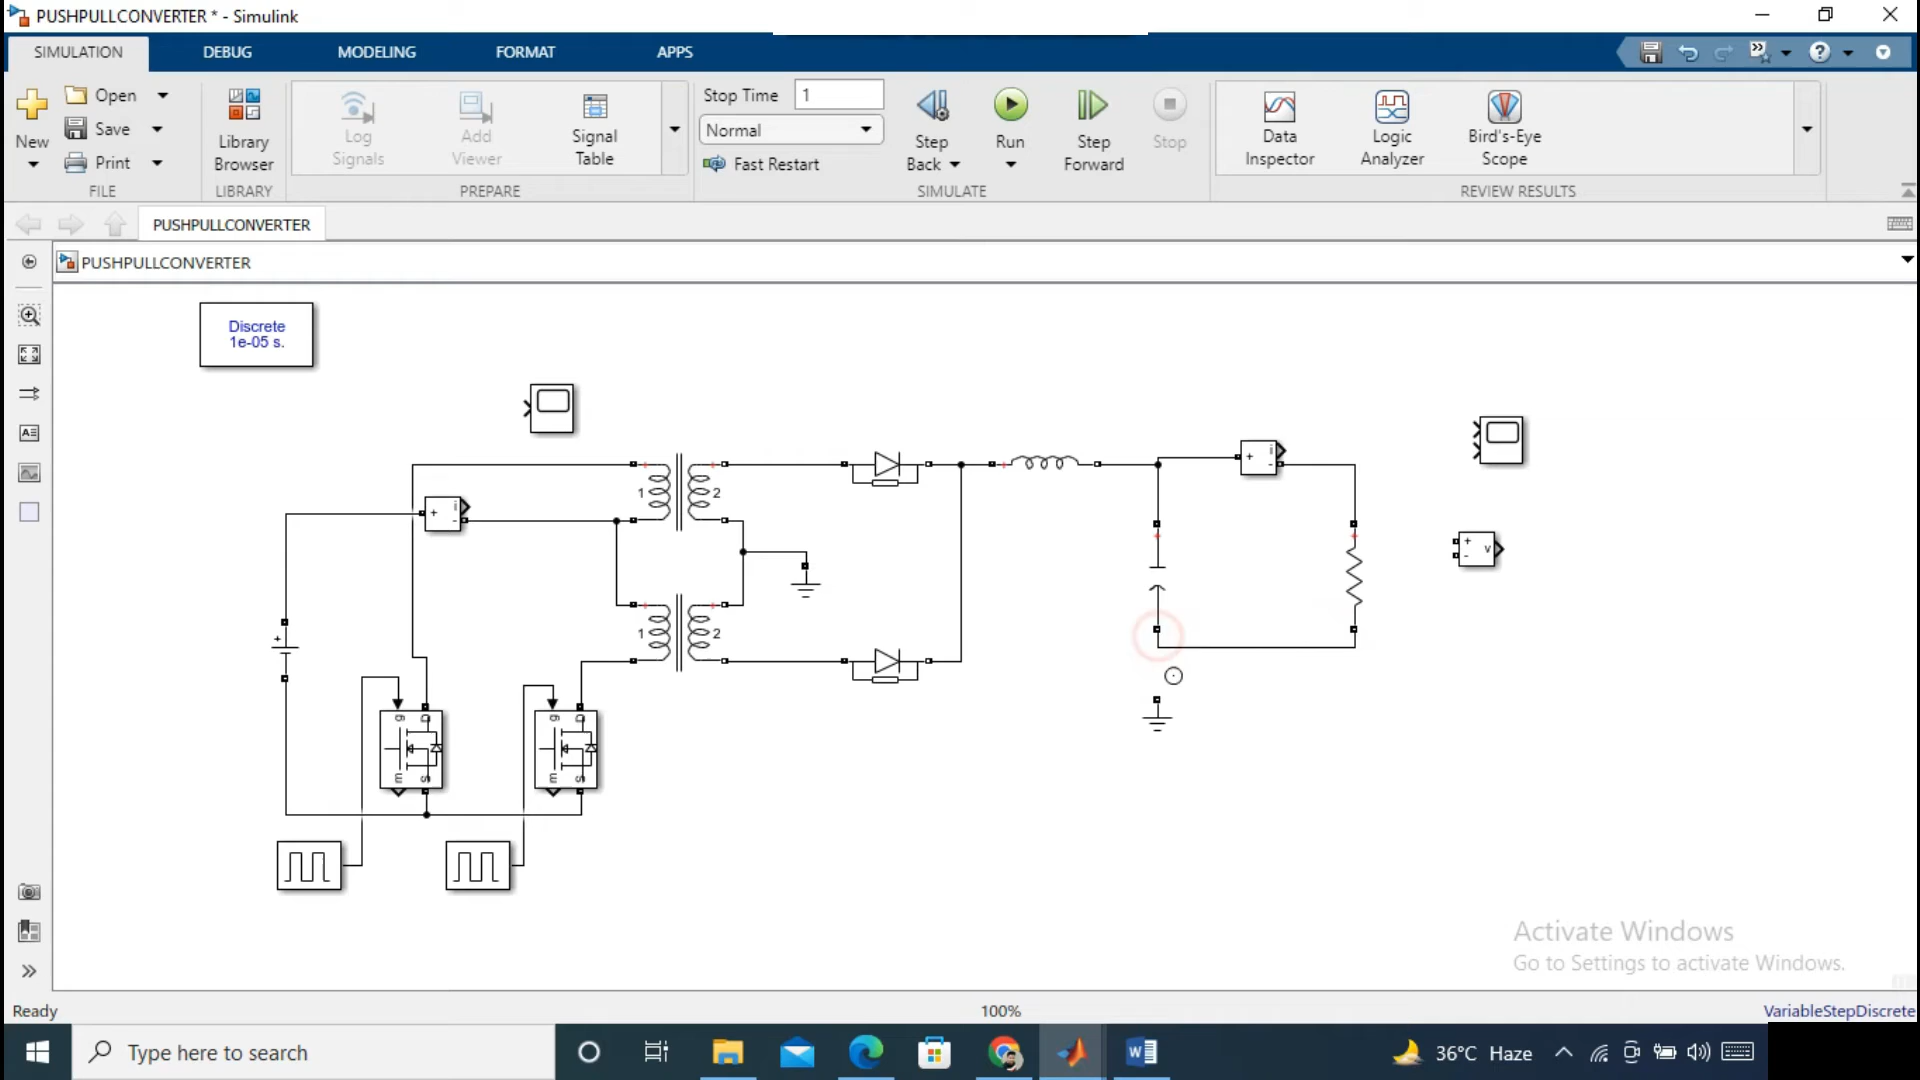 PUSHPULLCONVERTER * - Simulink
SIMULATION DEBUG MODELING FORMAT APPS
New
Open
Save
Print
FILE
Library
Browser
LIBRARY
Log
Signals
Add
Viewer
Signal
Table
PREPARE
Stop Time 1
Normal
Fast Restart
Step
Back
Run
Step
Forward
Stop
SIMULATE
Data
Inspector
Logic
Analyzer
Bird's-Eye
Scope
REVIEW RESULTS
PUSHPULLCONVERTER
PUSHPULLCONVERTER
Discrete
1e-05 s.
1 2
+ i
-
+ i
-
+ v
-
1 2
+
g D
m S
g D
m S
Activate Windows
Go to Settings to activate Windows.
Ready 100% VariableStepDiscrete
Type here to search
36°C Haze